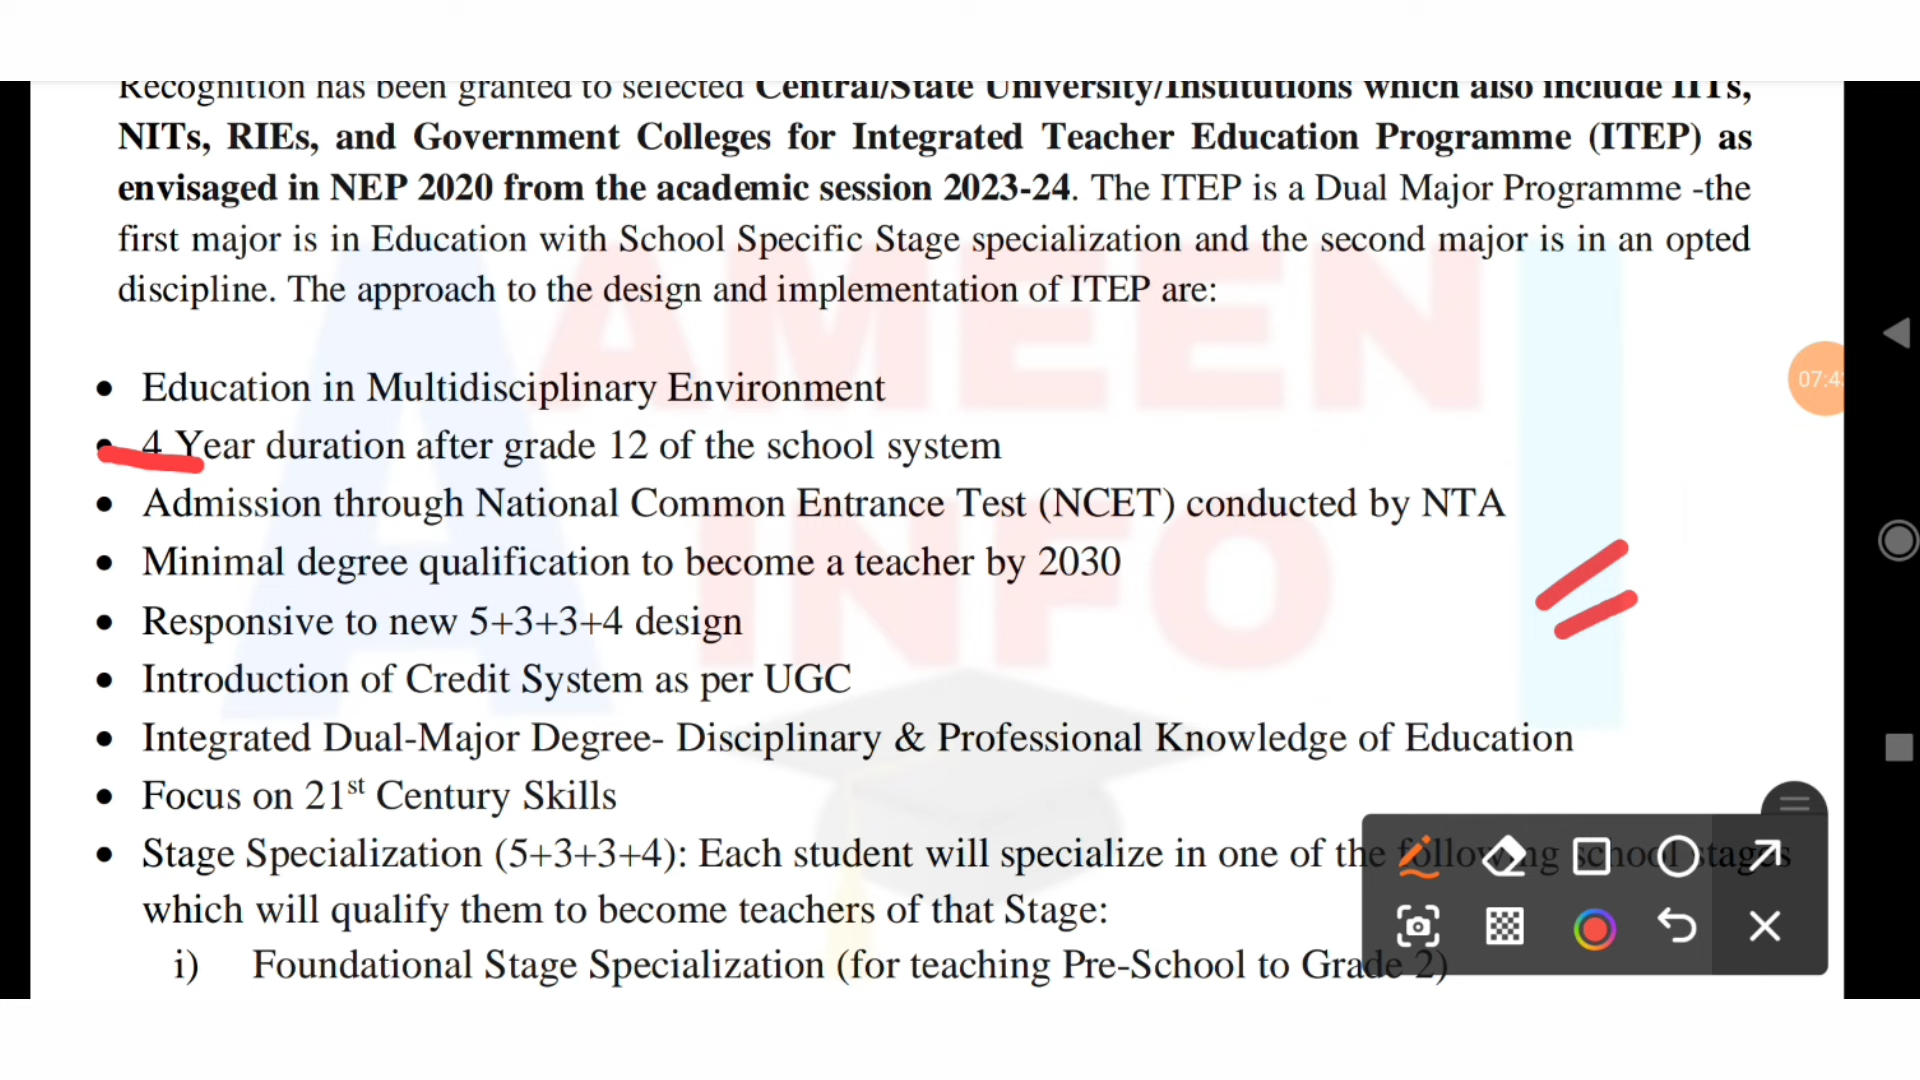 Recognition has been granted to selected Central/State University/Institutions which also include IITs,
NITs, RIEs, and Government Colleges for Integrated Teacher Education Programme (ITEP) as
envisaged in NEP 2020 from the academic session 2023-24. The ITEP is a Dual Major Programme -the
first major is in Education with School Specific Stage specialization and the second major is in an opted
discipline. The approach to the design and implementation of ITEP are:
• Education in Multidisciplinary Environment
• 4 Year duration after grade 12 of the school system
• Admission through National Common Entrance Test (NCET) conducted by NTA
• Minimal degree qualification to become a teacher by 2030
• Responsive to new 5+3+3+4 design
• Introduction of Credit System as per UGC
• Integrated Dual-Major Degree- Disciplinary & Professional Knowledge of Education
• Focus on 21st Century Skills
• Stage Specialization (5+3+3+4): Each student will specialize in one of the following school stages
which will qualify them to become teachers of that Stage:
i) Foundational Stage Specialization (for teaching Pre-School to Grade 2)
AMEEN
INFO